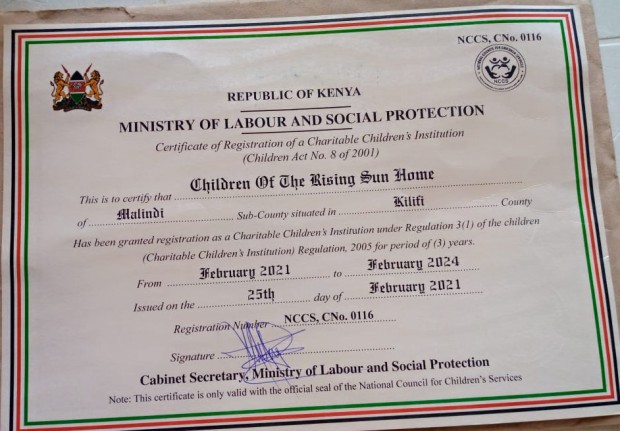 NCCS, CNo. 0116
NCCS
REPUBLIC OF KENYA
MINISTRY OF LABOUR AND SOCIAL PROTECTION
Certificate of Registration of a Charitable Children's Institution
(Children Act No. 8 of 2001)
This is to certify that Children Of The Rising Sun Home
of Malindi Sub-County situated in Kilifi County
Has been granted registration as a Charitable Children's Institution under Regulation 3(1) of the children
(Charitable Children's Institution) Regulation, 2005 for period of (3) years.
From February 2021 to February 2024
Issued on the 25th day of February 2021
Registration Number NCCS, CNo. 0116
Signature
Cabinet Secretary, Ministry of Labour and Social Protection
Note: This certificate is only valid with the official seal of the National Council for Children's Services